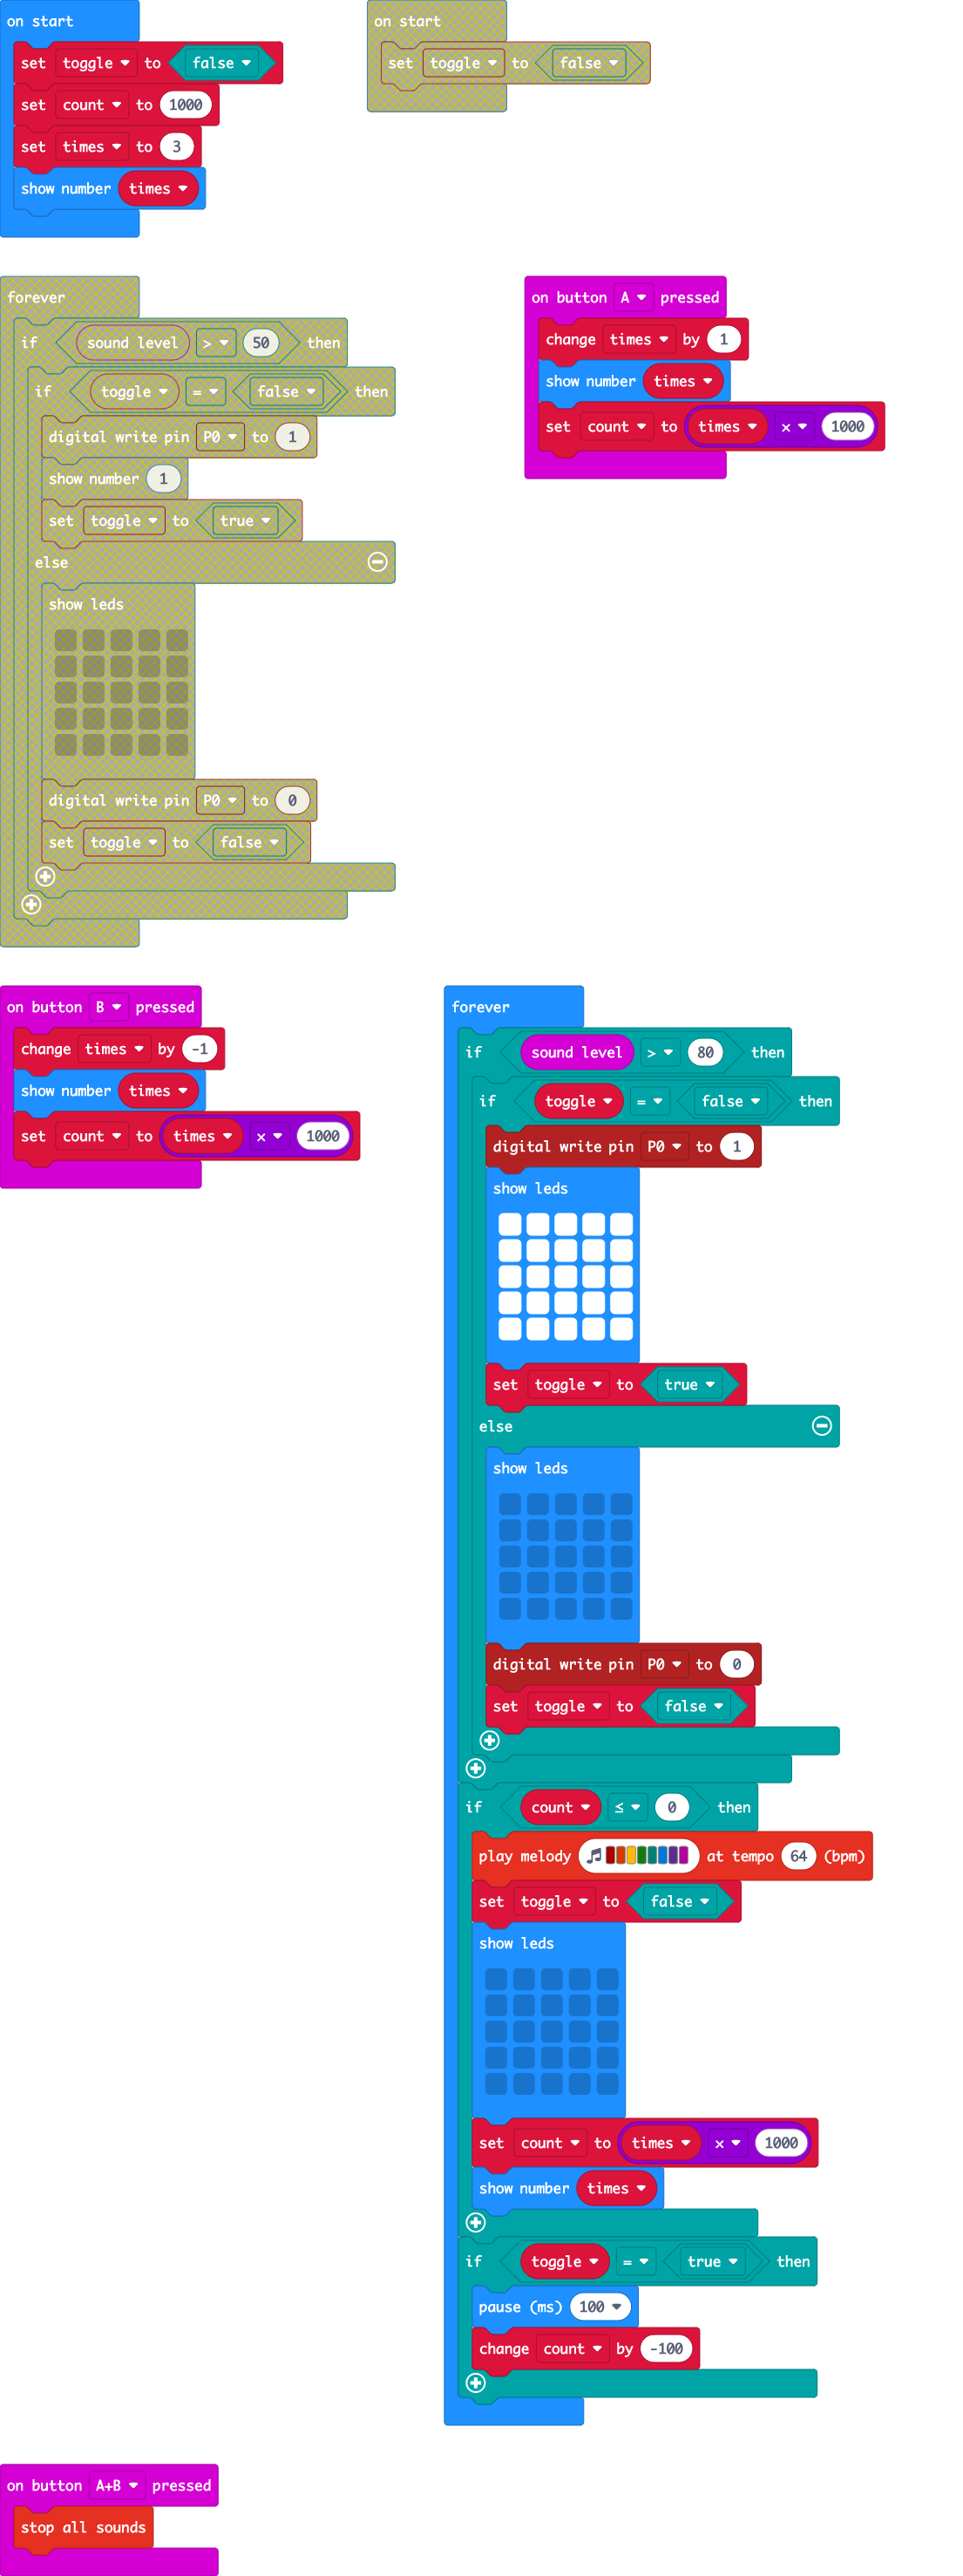 on start
set toggle to false
set count to 1000
set times to 3
show number times
on start
set toggle to false
forever
if sound level > 50 then
if toggle = false then
digital write pin P0 to 1
show number 1
set toggle to true
else
show leds
digital write pin P0 to 0
set toggle to false
on button A pressed
change times by 1
show number times
set count to times × 1000
on button B pressed
change times by -1
show number times
set count to times × 1000
forever
if sound level > 80 then
if toggle = false then
digital write pin P0 to 1
show leds
set toggle to true
else
show leds
digital write pin P0 to 0
set toggle to false
if count ≤ 0 then
play melody at tempo 64 (bpm)
set toggle to false
show leds
set count to times × 1000
show number times
if toggle = true then
pause (ms) 100
change count by -100
on button A+B pressed
stop all sounds